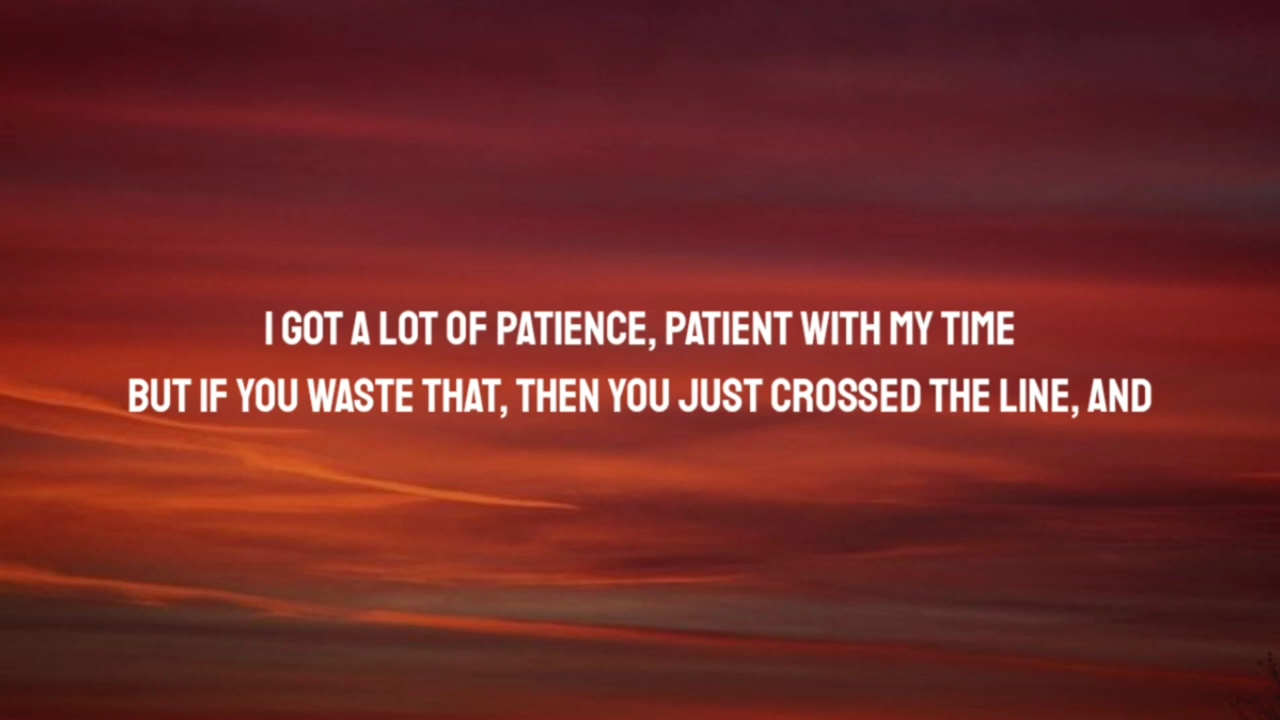 I GOT A LOT OF PATIENCE, PATIENT WITH MY TIME
BUT IF YOU WASTE THAT, THEN YOU JUST CROSSED THE LINE, AND